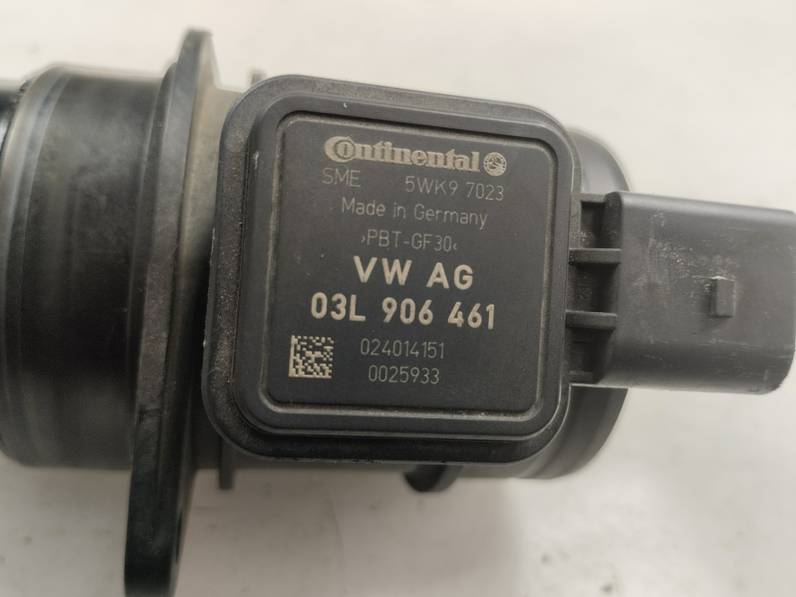 Continental
SME 5WK9 7023
Made in Germany
›PBT-GF30‹
VW AG
03L 906 461
024014151
0025933